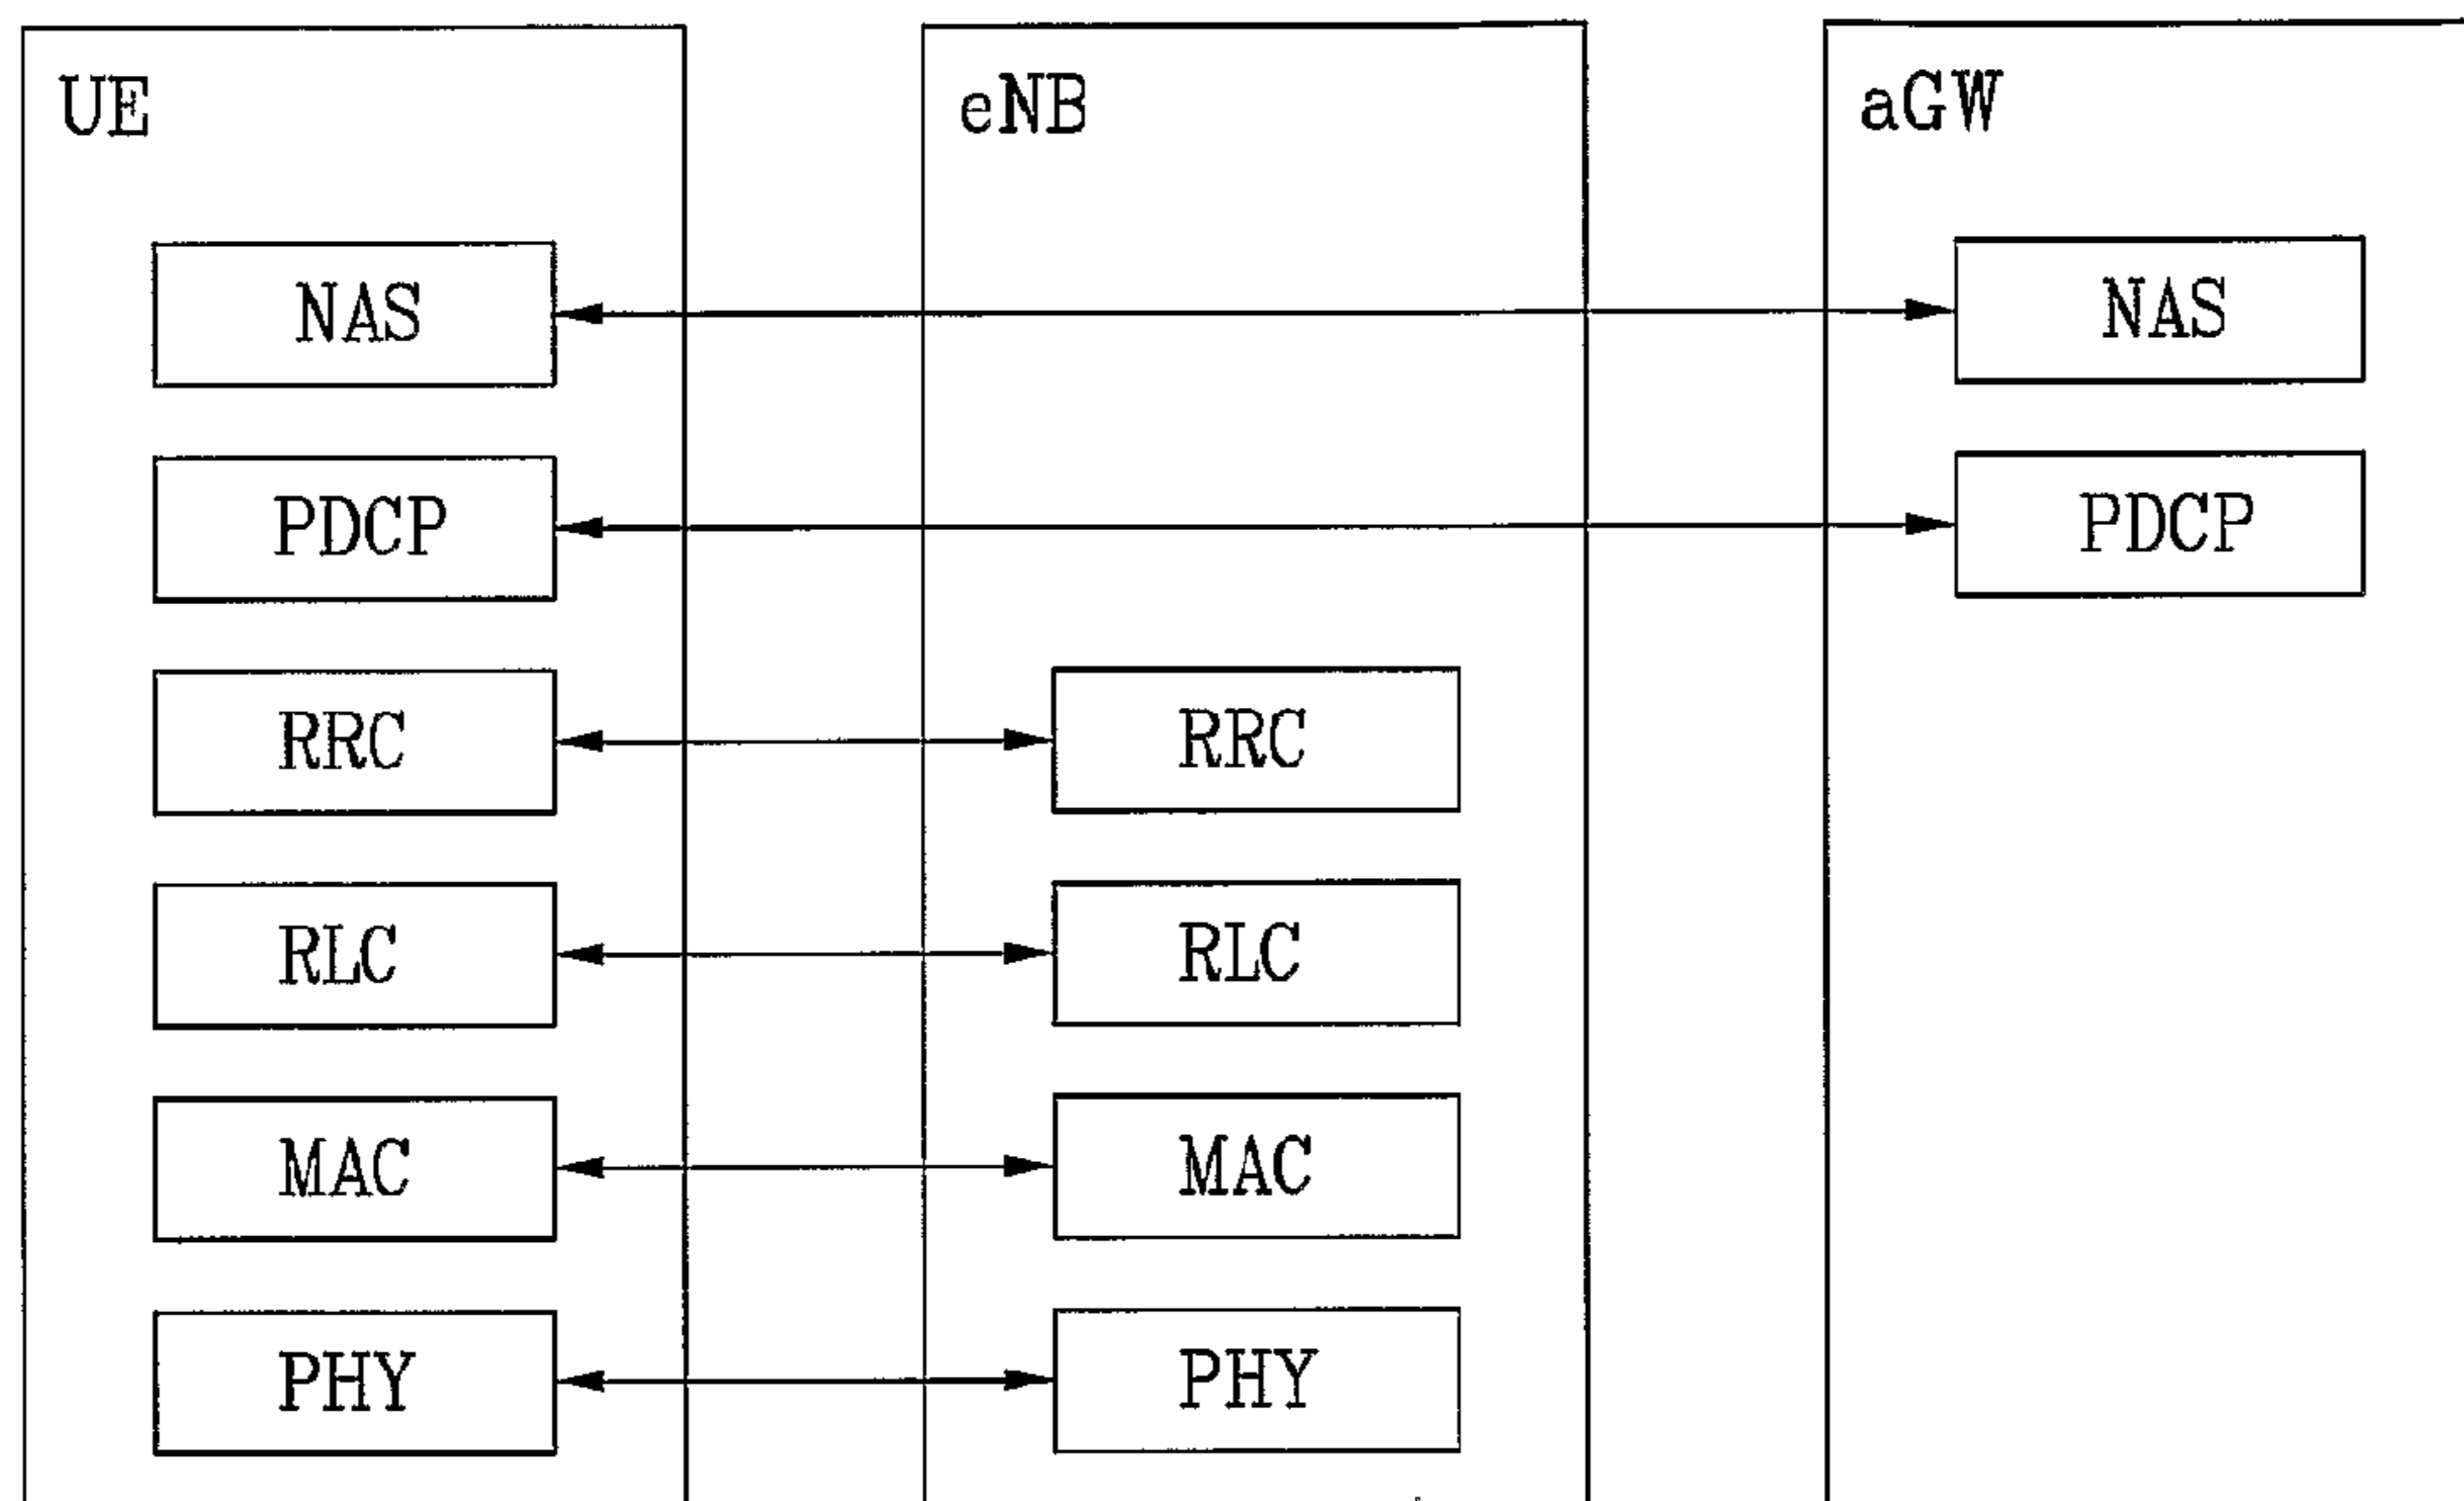 UE eNB aGW
NAS NAS
PDCP PDCP
RRC RRC
RLC RLC
MAC MAC
PHY PHY